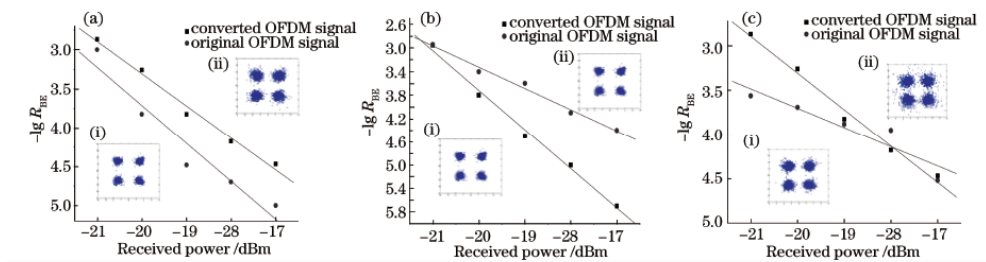 (a)
converted OFDM signal
original OFDM signal
(ii)
(i)
3.0
3.5
4.0
4.5
5.0
-lg R_BE
-21 -20 -19 -28 -17
Received power /dBm
(b)
converted OFDM signal
original OFDM signal
(ii)
(i)
2.6
3.0
3.4
3.8
4.2
4.6
5.0
5.4
5.8
-lg R_BE
-21 -20 -19 -28 -17
Received power /dBm
(c)
converted OFDM signal
original OFDM signal
(ii)
(i)
3.0
3.5
4.0
4.5
5.0
-lg R_BE
-21 -20 -19 -28 -17
Received power /dBm